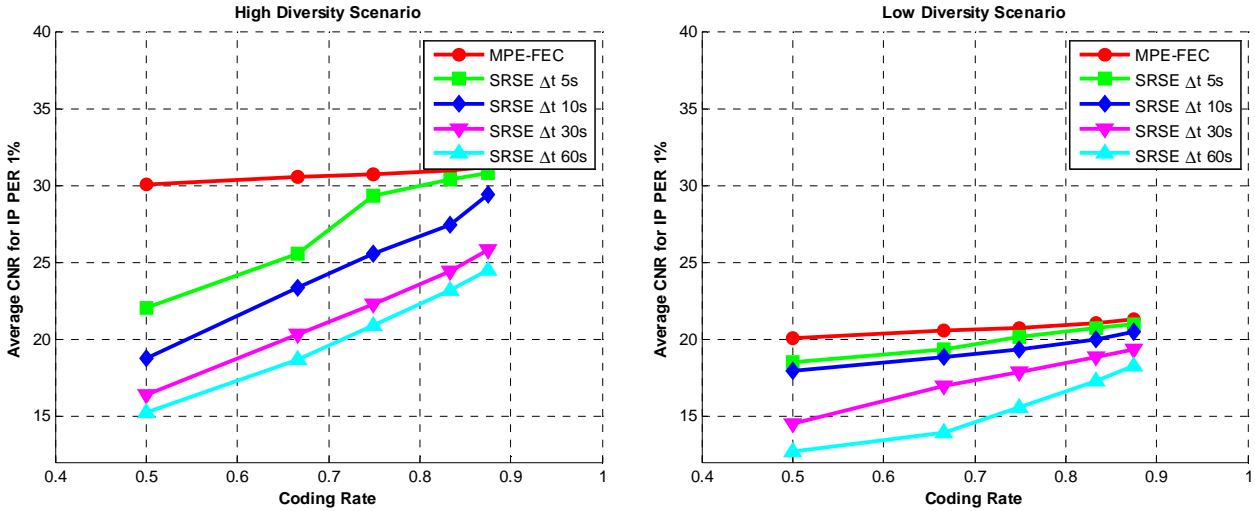 High Diversity Scenario
40
35
30
25
20
15
0.4 0.5 0.6 0.7 0.8 0.9 1
Average CNR for IP PER 1%
Coding Rate
MPE-FEC
SRSE Δt 5s
SRSE Δt 10s
SRSE Δt 30s
SRSE Δt 60s
Low Diversity Scenario
40
35
30
25
20
15
0.4 0.5 0.6 0.7 0.8 0.9 1
Average CNR for IP PER 1%
Coding Rate
MPE-FEC
SRSE Δt 5s
SRSE Δt 10s
SRSE Δt 30s
SRSE Δt 60s